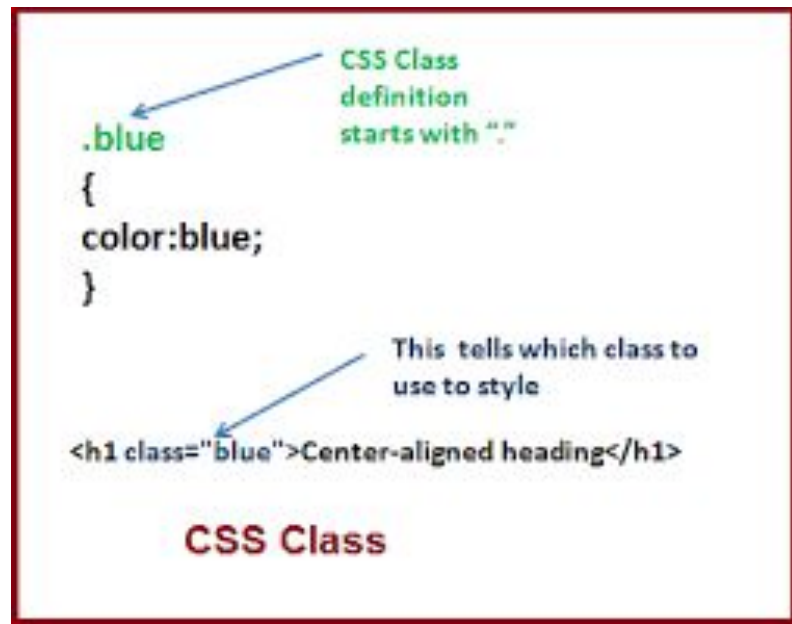 CSS Class
definition
starts with “.”
.blue
{
color:blue;
}
This tells which class to
use to style
<h1 class="blue">Center-aligned heading</h1>
CSS Class